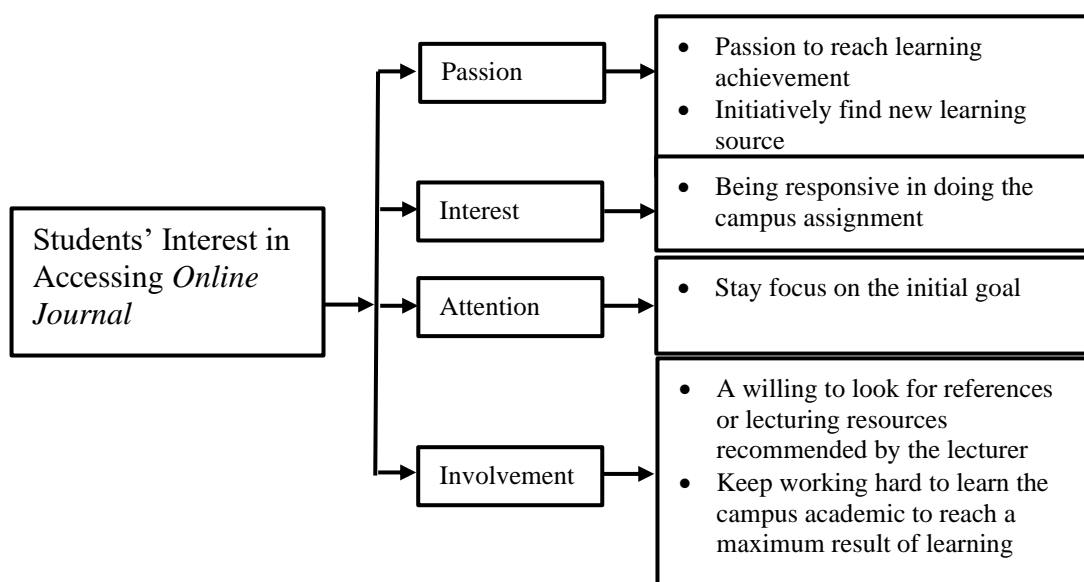 Students’ Interest in
Accessing Online
Journal
Passion
• Passion to reach learning
achievement
• Initiatively find new learning
source
Interest
• Being responsive in doing the
campus assignment
Attention
• Stay focus on the initial goal
Involvement
• A willing to look for references
or lecturing resources
recommended by the lecturer
• Keep working hard to learn the
campus academic to reach a
maximum result of learning